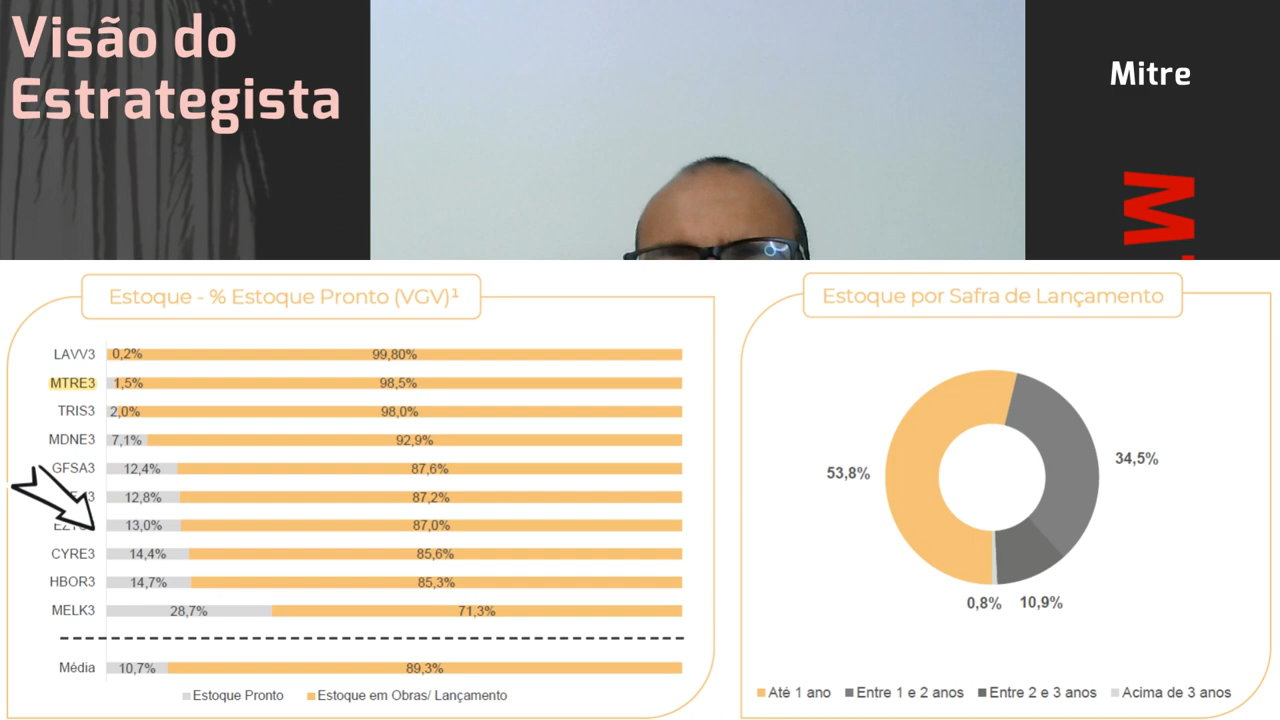 Visão do
Estrategista
Mitre
M
Estoque - % Estoque Pronto (VGV)¹
LAVV3 0,2% 99,80%
MTRE3 1,5% 98,5%
TRIS3 2,0% 98,0%
MDNE3 7,1% 92,9%
GFSA3 12,4% 87,6%
12,8% 87,2%
13,0% 87,0%
CYRE3 14,4% 85,6%
HBOR3 14,7% 85,3%
MELK3 28,7% 71,3%
Média 10,7% 89,3%
Estoque Pronto Estoque em Obras/ Lançamento
Estoque por Safra de Lançamento
53,8%
34,5%
0,8% 10,9%
Até 1 ano Entre 1 e 2 anos Entre 2 e 3 anos Acima de 3 anos